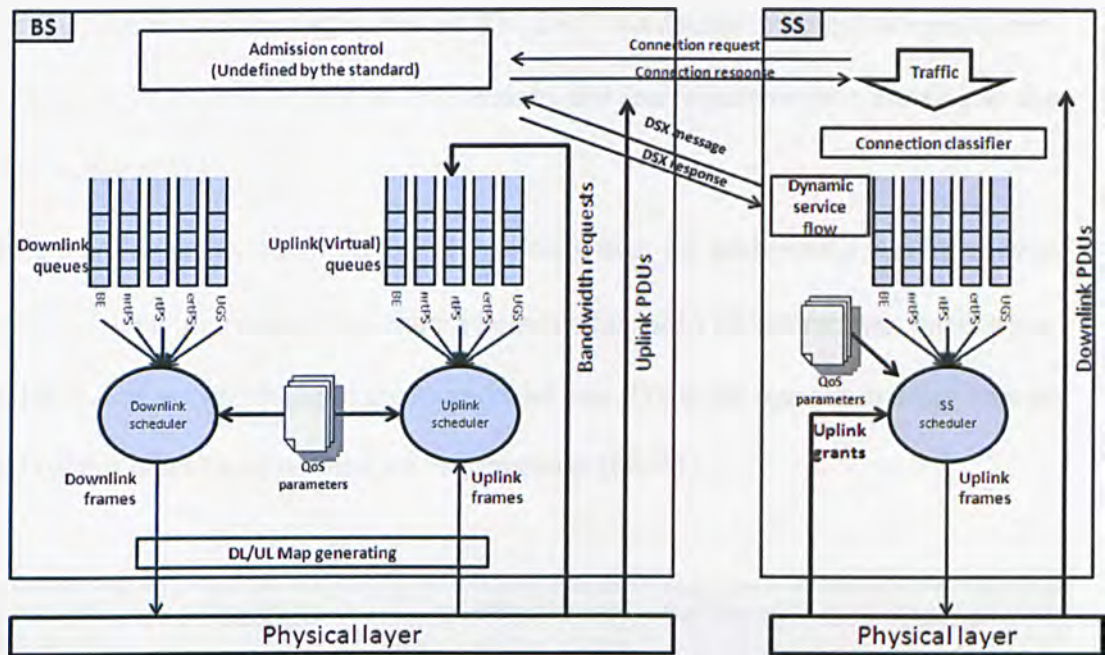 BS
Admission control
(Undefined by the standard)
Connection request
Connection response
DSX message
DSX response
SS
Traffic
Connection classifier
Dynamic
service
flow
Downlink
queues
BE
nrtPS
rtPS
ertPS
UGS
Uplink(Virtual)
queues
BE
nrtPS
rtPS
ertPS
UGS
Bandwidth requests
Uplink PDUs
BE
nrtPS
rtPS
ertPS
UGS
Downlink PDUs
Downlink
scheduler
QoS
parameters
Uplink
scheduler
QoS
parameters
SS
scheduler
Uplink
grants
Downlink
frames
Uplink
frames
Uplink
frames
DL/UL Map generating
Physical layer
Physical layer